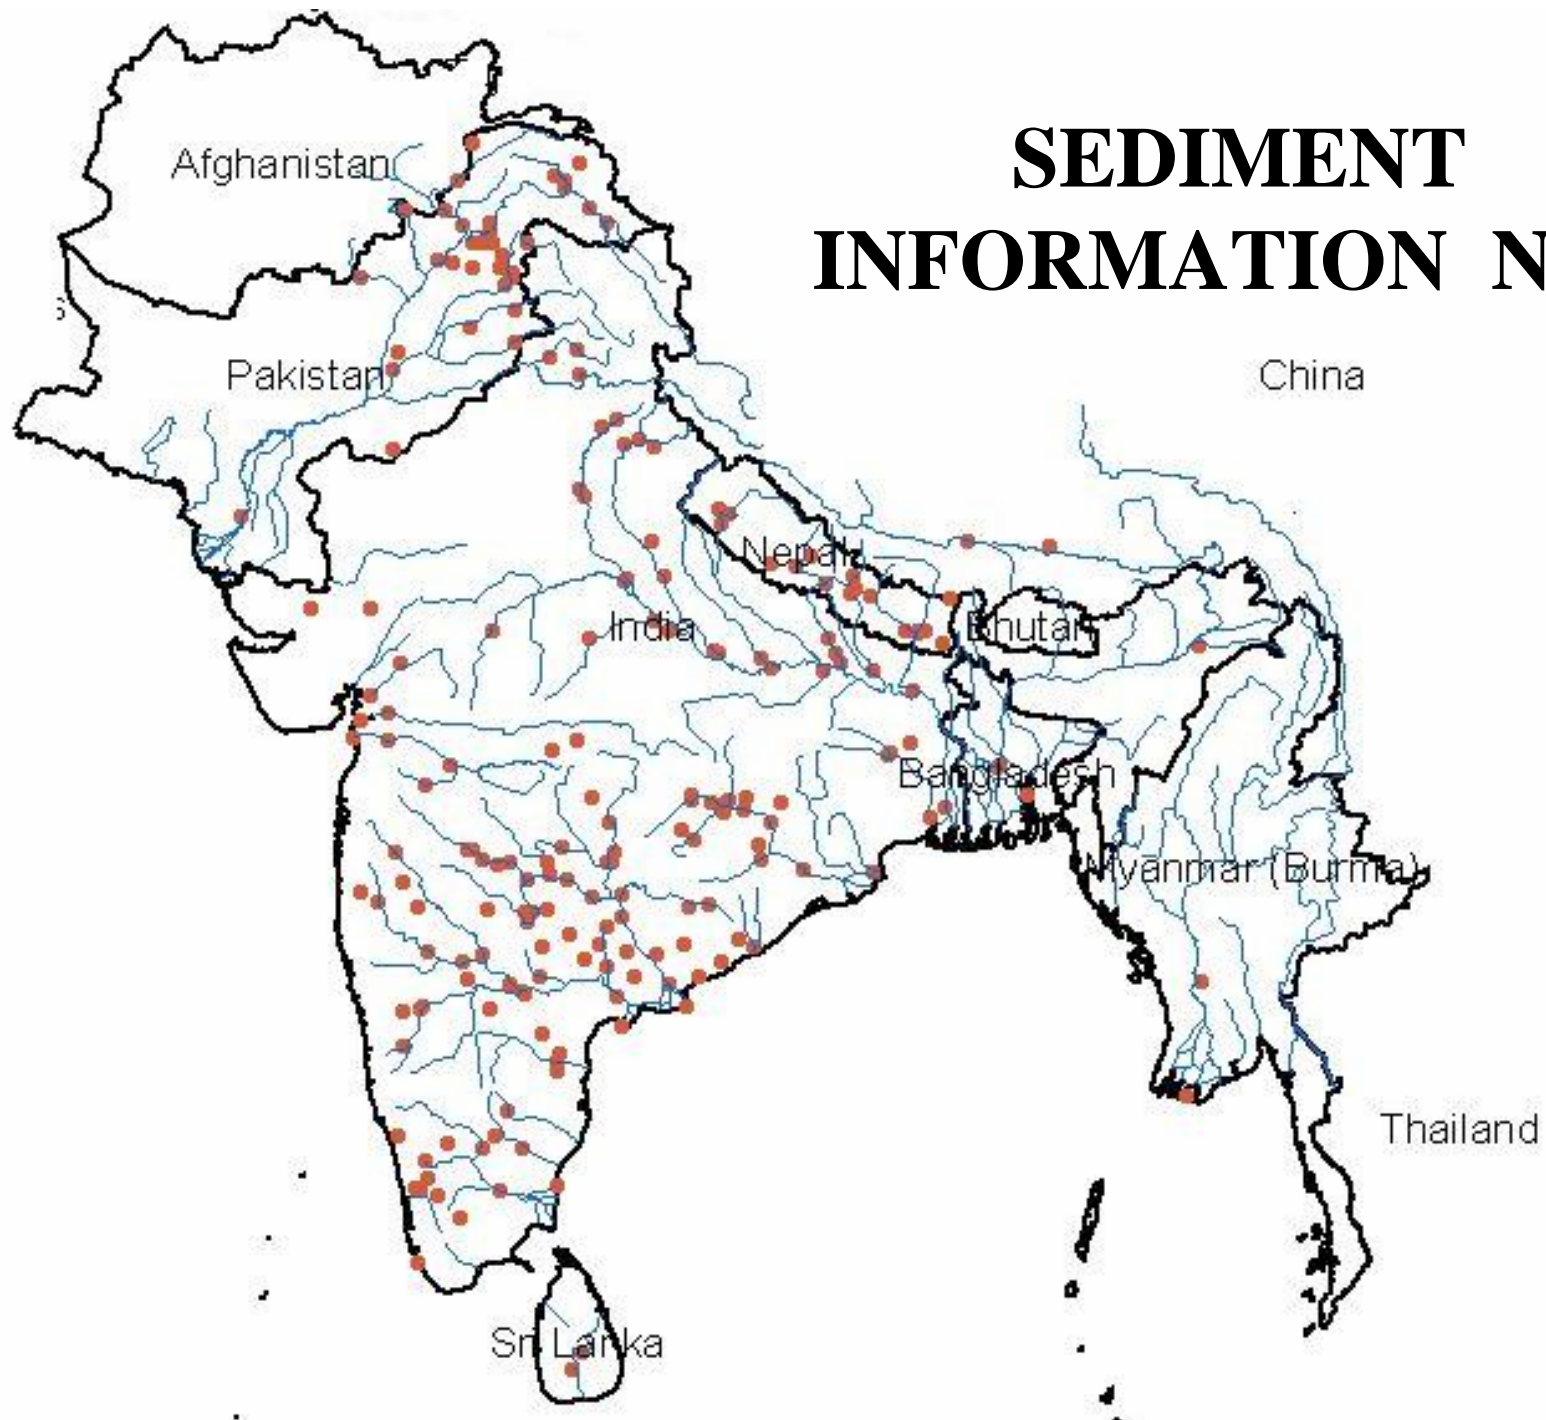 SEDIMENT
INFORMATION N
Afghanistan
s
Pakistan
China
Nepal
India
Bhutan
Bangladesh
Myanmar (Burma)
Thailand
Sri Lanka